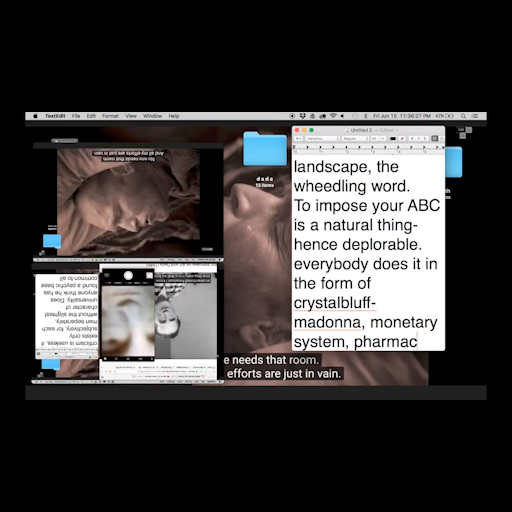 TextEdit File Edit Format View Window Help
Fri Jun 15 11:36:27 PM 42%
Untitled 2 — Edited
No one needs that room.
And all my efforts are just in vain.
dada
13 items
landscape, the
wheedling word.
To impose your ABC
is a natural thing-
hence deplorable.
everybody does it in
the form of
crystalbluff-
madonna, monetary
system, pharmac
criticism is useless, it
exists only
subjectively, for each
man separately,
without the slightest
character of
universality. Does
anyone think he has
found a psychic base
common to all
e needs that room.
efforts are just in vain.